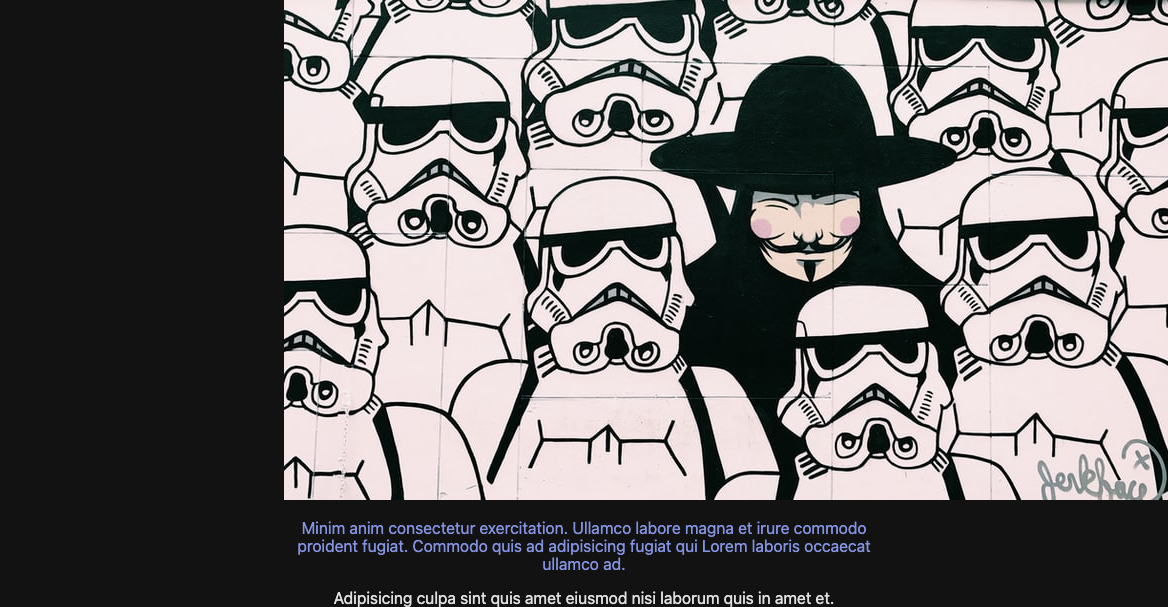 Jerkface
Minim anim consectetur exercitation. Ullamco labore magna et irure commodo
proident fugiat. Commodo quis ad adipisicing fugiat qui Lorem laboris occaecat
ullamco ad.
Adipisicing culpa sint quis amet eiusmod nisi laborum quis in amet et.